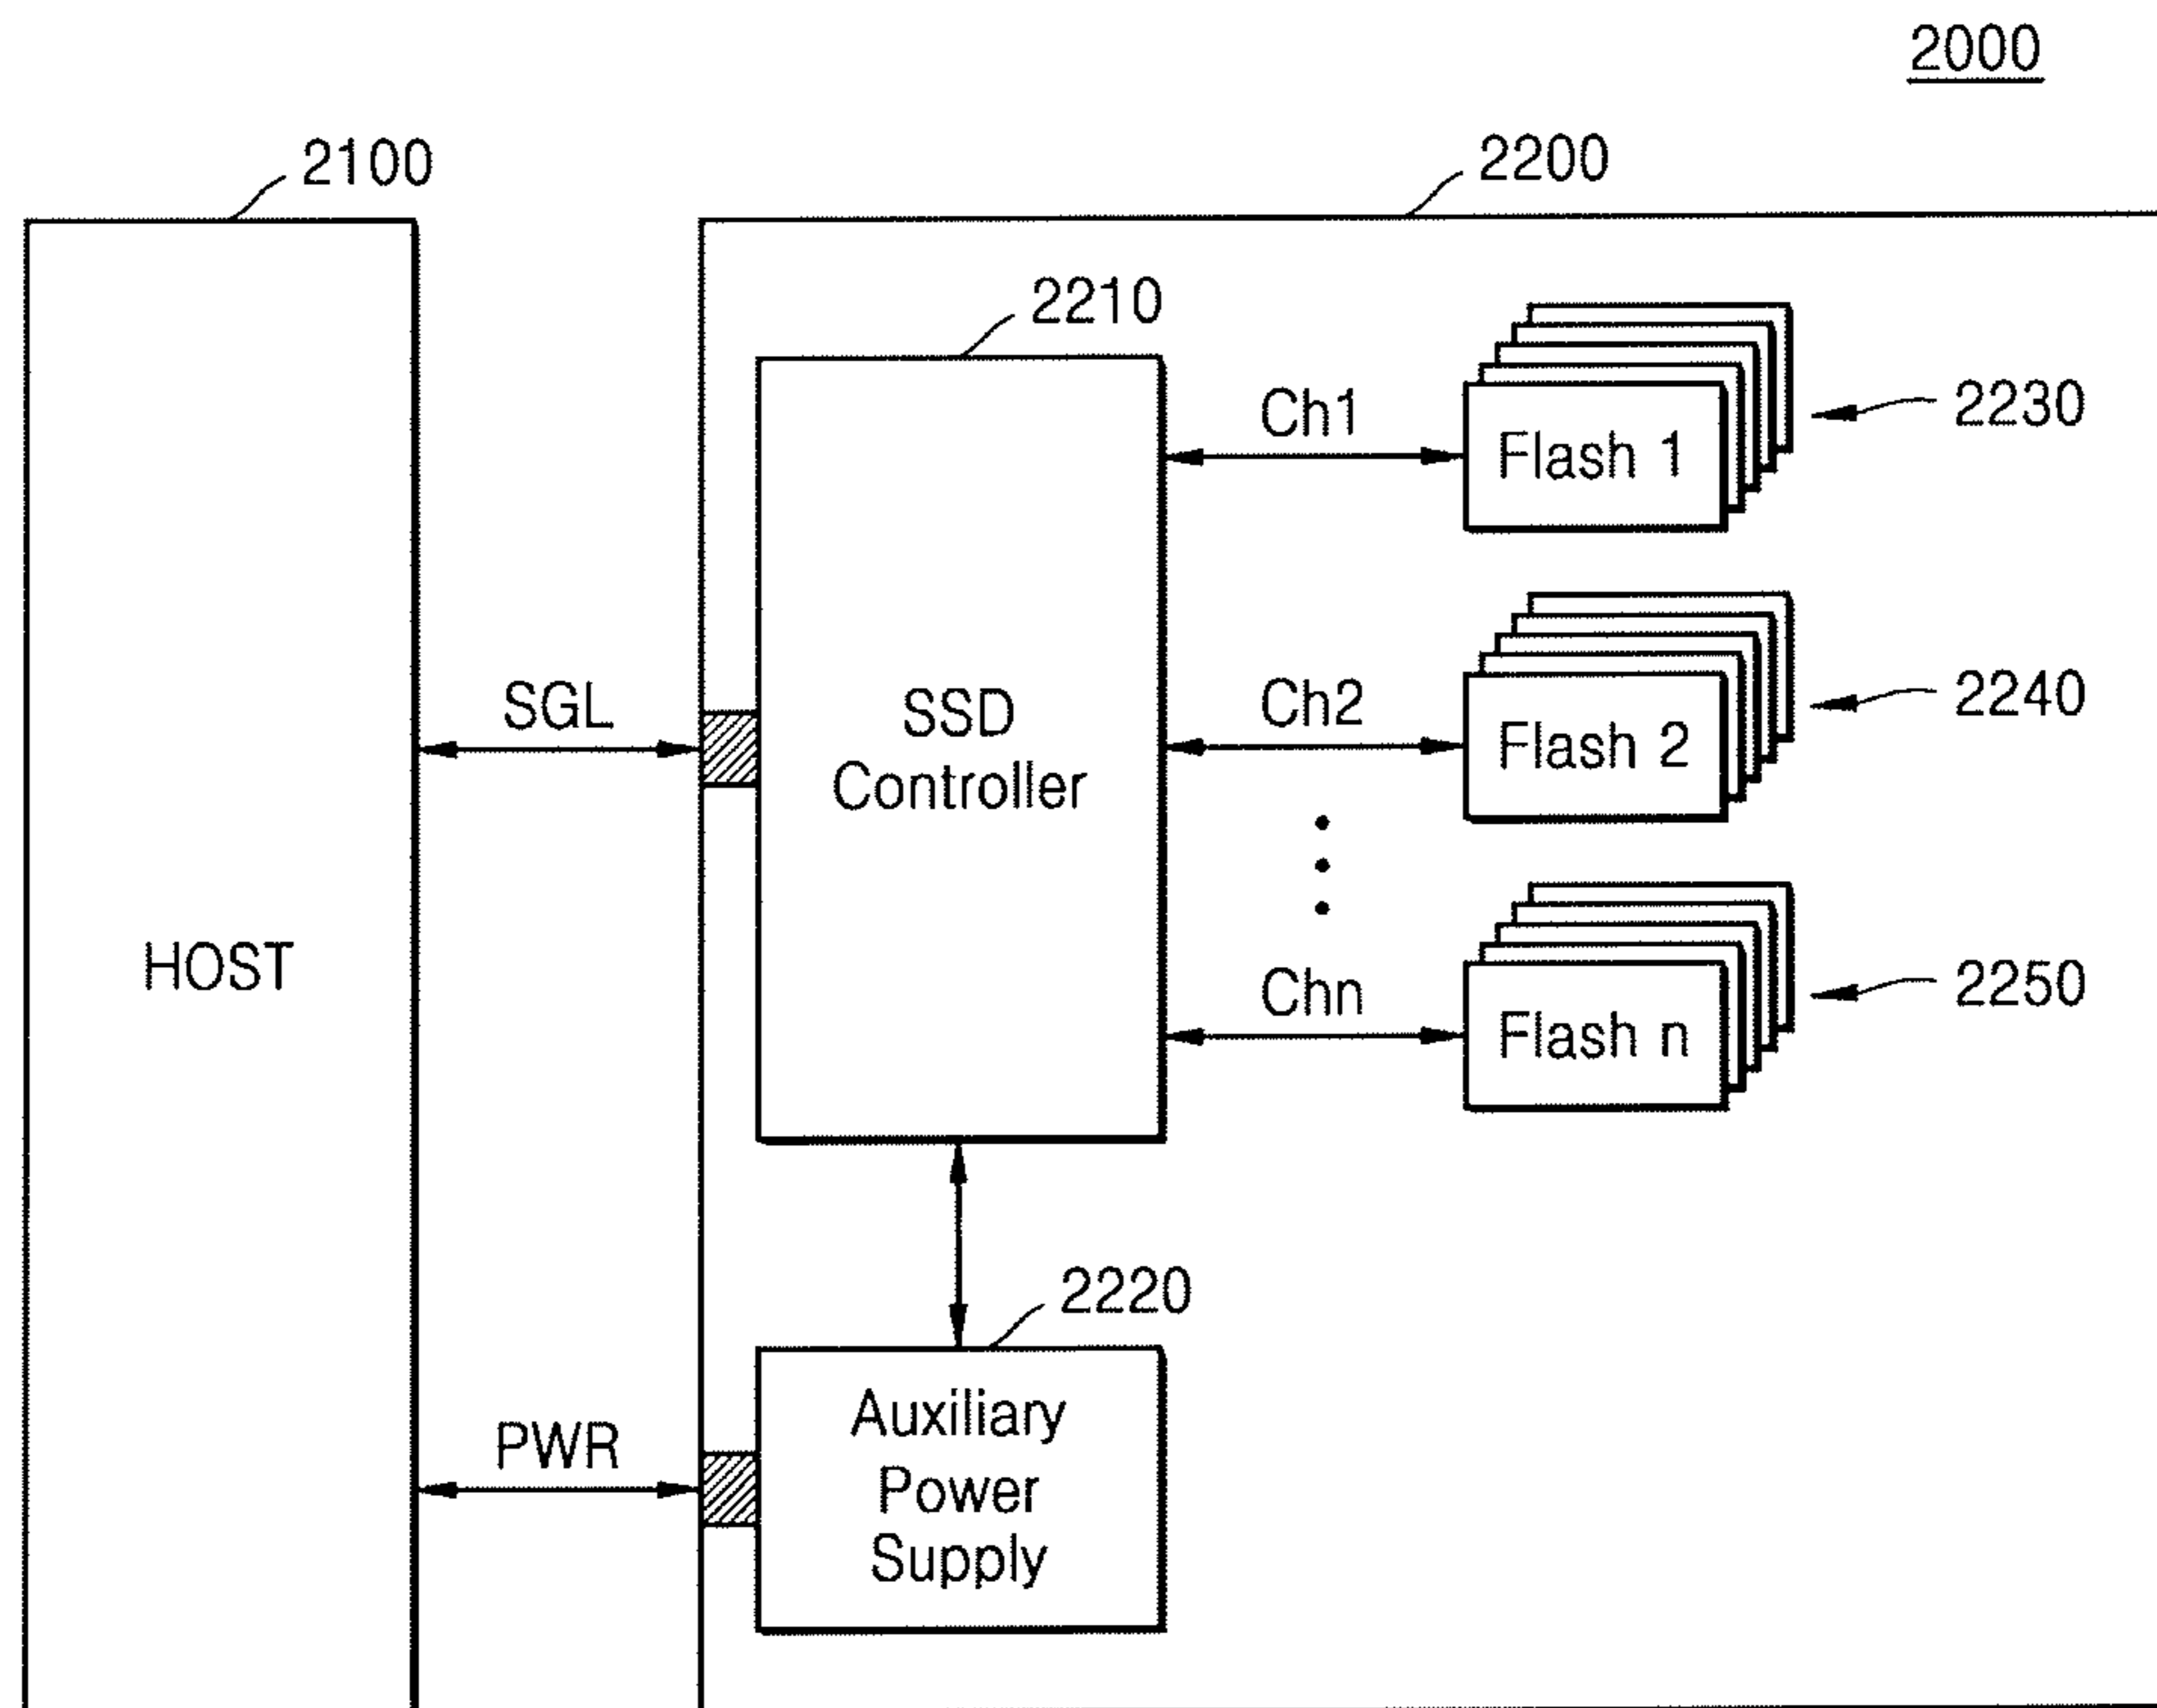 2000
2100
2200
2210
Ch1
Flash 1
2230
SGL
SSD
Controller
Ch2
Flash 2
2240
HOST
Chn
Flash n
2250
2220
PWR
Auxiliary
Power
Supply